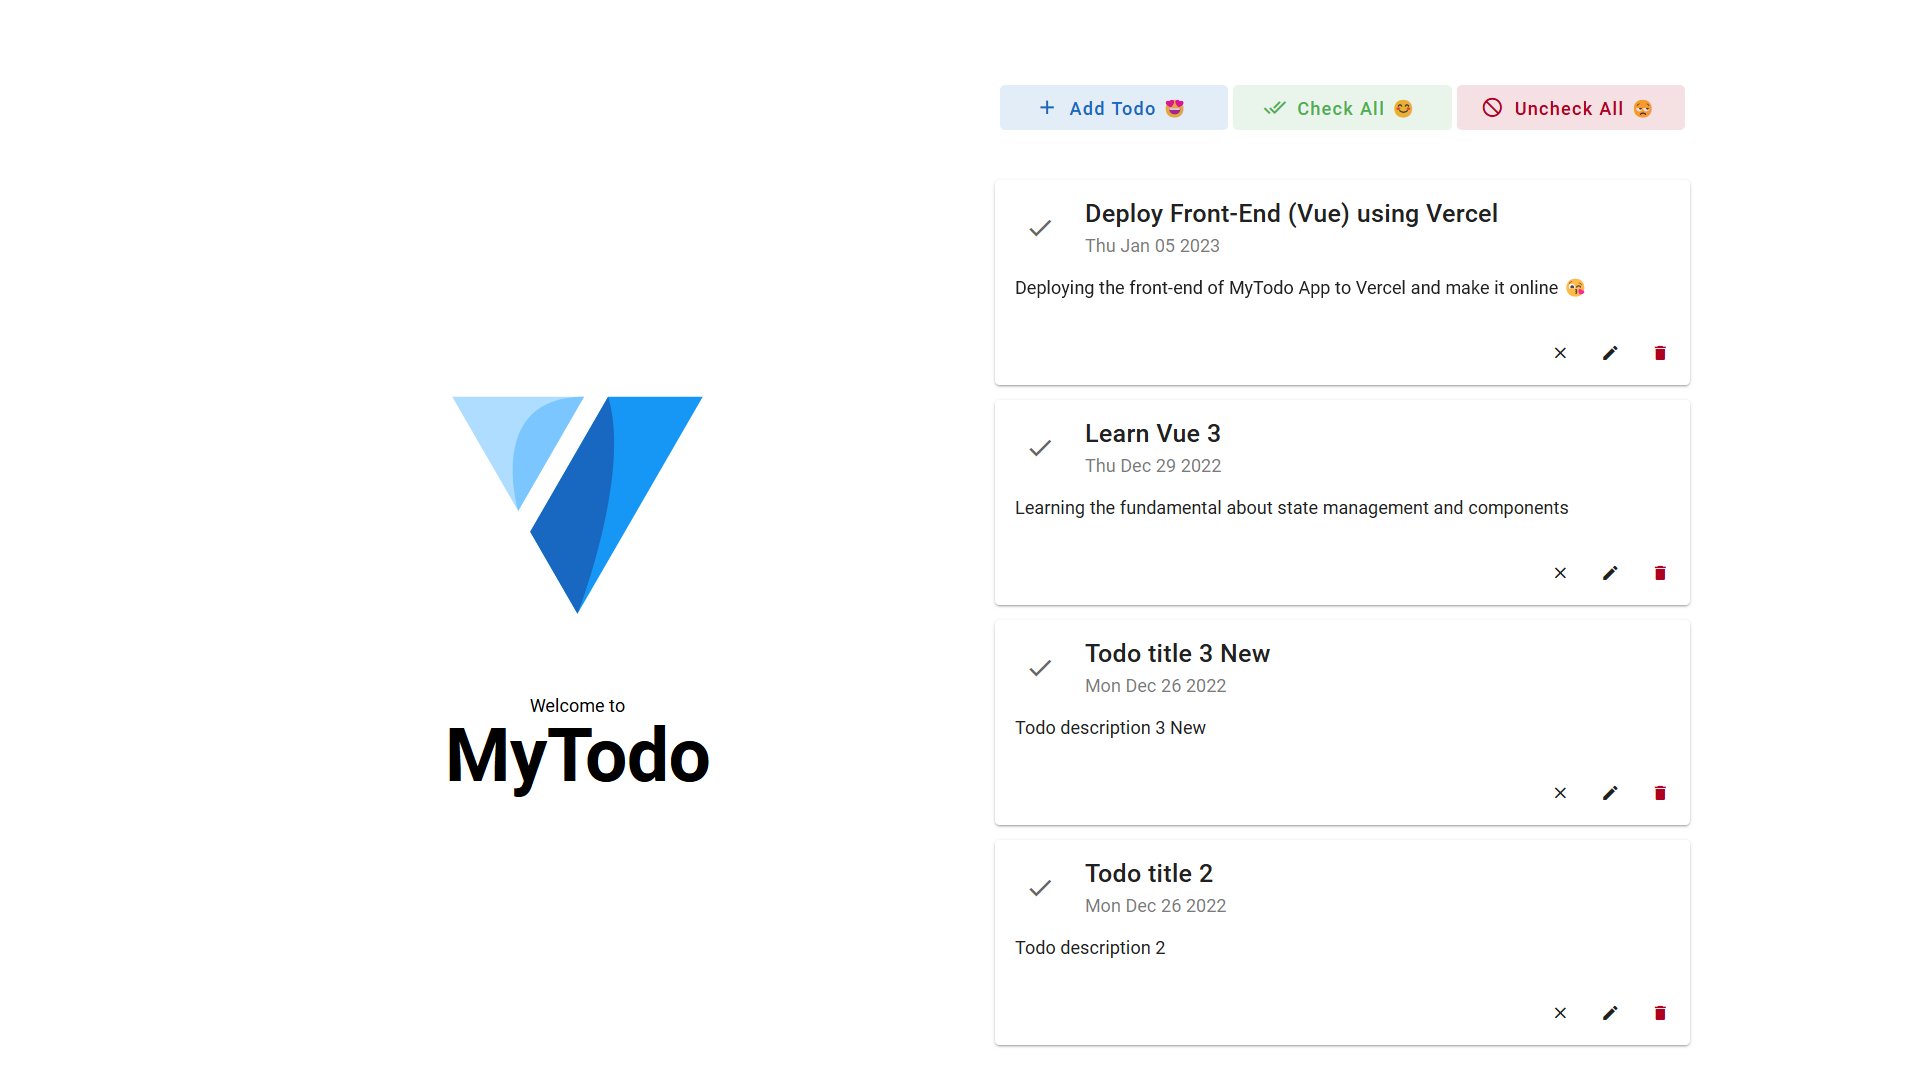 Add Todo 😍
Check All 😊
Uncheck All 😡
Deploy Front-End (Vue) using Vercel
Thu Jan 05 2023
Deploying the front-end of MyTodo App to Vercel and make it online 😘
Learn Vue 3
Thu Dec 29 2022
Learning the fundamental about state management and components
Todo title 3 New
Mon Dec 26 2022
Todo description 3 New
Todo title 2
Mon Dec 26 2022
Todo description 2
Welcome to
MyTodo